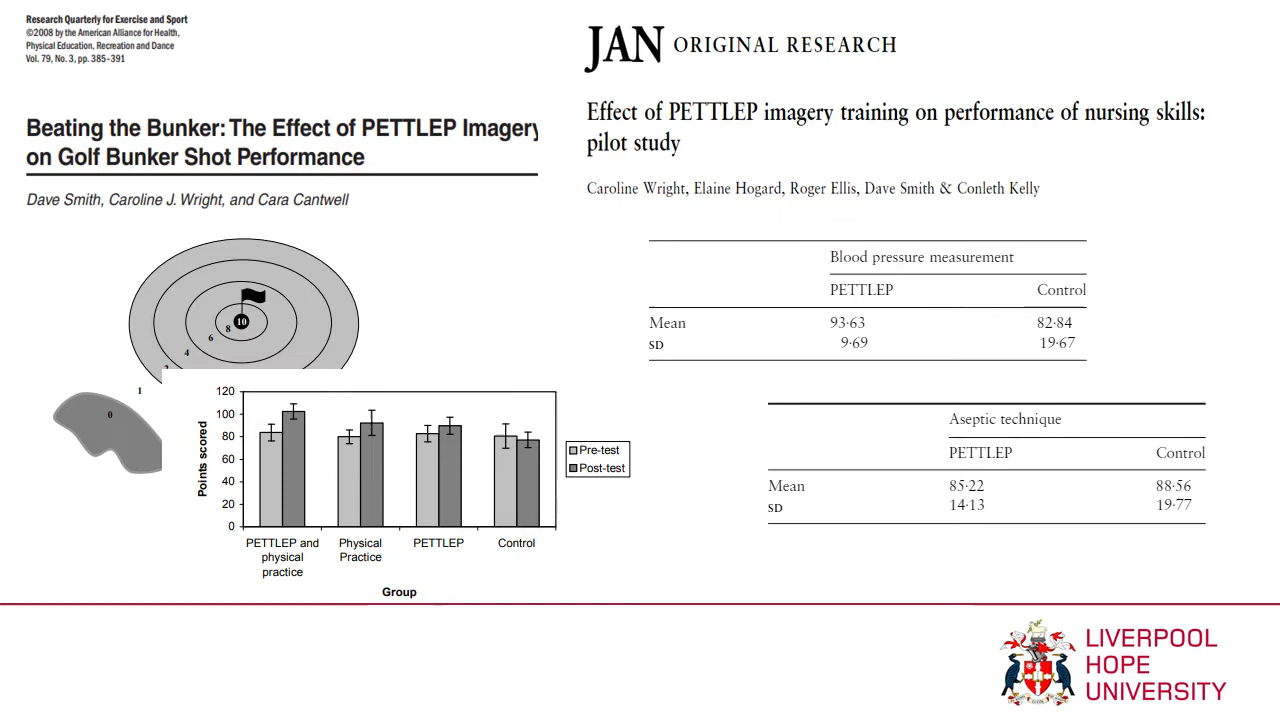 Research Quarterly for Exercise and Sport
©2008 by the American Alliance for Health,
Physical Education, Recreation and Dance
Vol. 79, No. 3, pp. 385–391
Beating the Bunker: The Effect of PETTLEP Imagery
on Golf Bunker Shot Performance
Dave Smith, Caroline J. Wright, and Cara Cantwell
10
8
6
4
1
0
120
100
80
60
40
20
0
Points scored
PETTLEP and physical practice
Physical Practice
PETTLEP
Control
Group
Pre-test
Post-test
JAN ORIGINAL RESEARCH
Effect of PETTLEP imagery training on performance of nursing skills:
pilot study
Caroline Wright, Elaine Hogard, Roger Ellis, Dave Smith & Conleth Kelly
Blood pressure measurement
PETTLEP Control
Mean 93·63 82·84
SD 9·69 19·67
Aseptic technique
PETTLEP Control
Mean 85·22 88·56
SD 14·13 19·77
LIVERPOOL
HOPE
UNIVERSITY